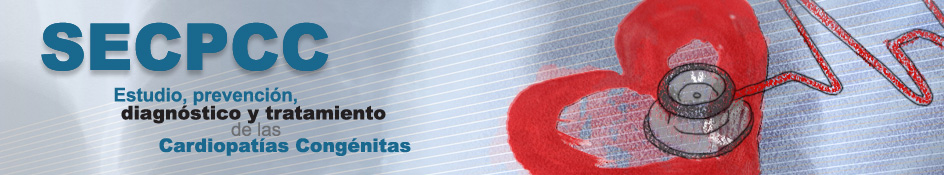 SECPCC
Estudio, prevención,
diagnóstico y tratamiento
de las
Cardiopatías Congénitas